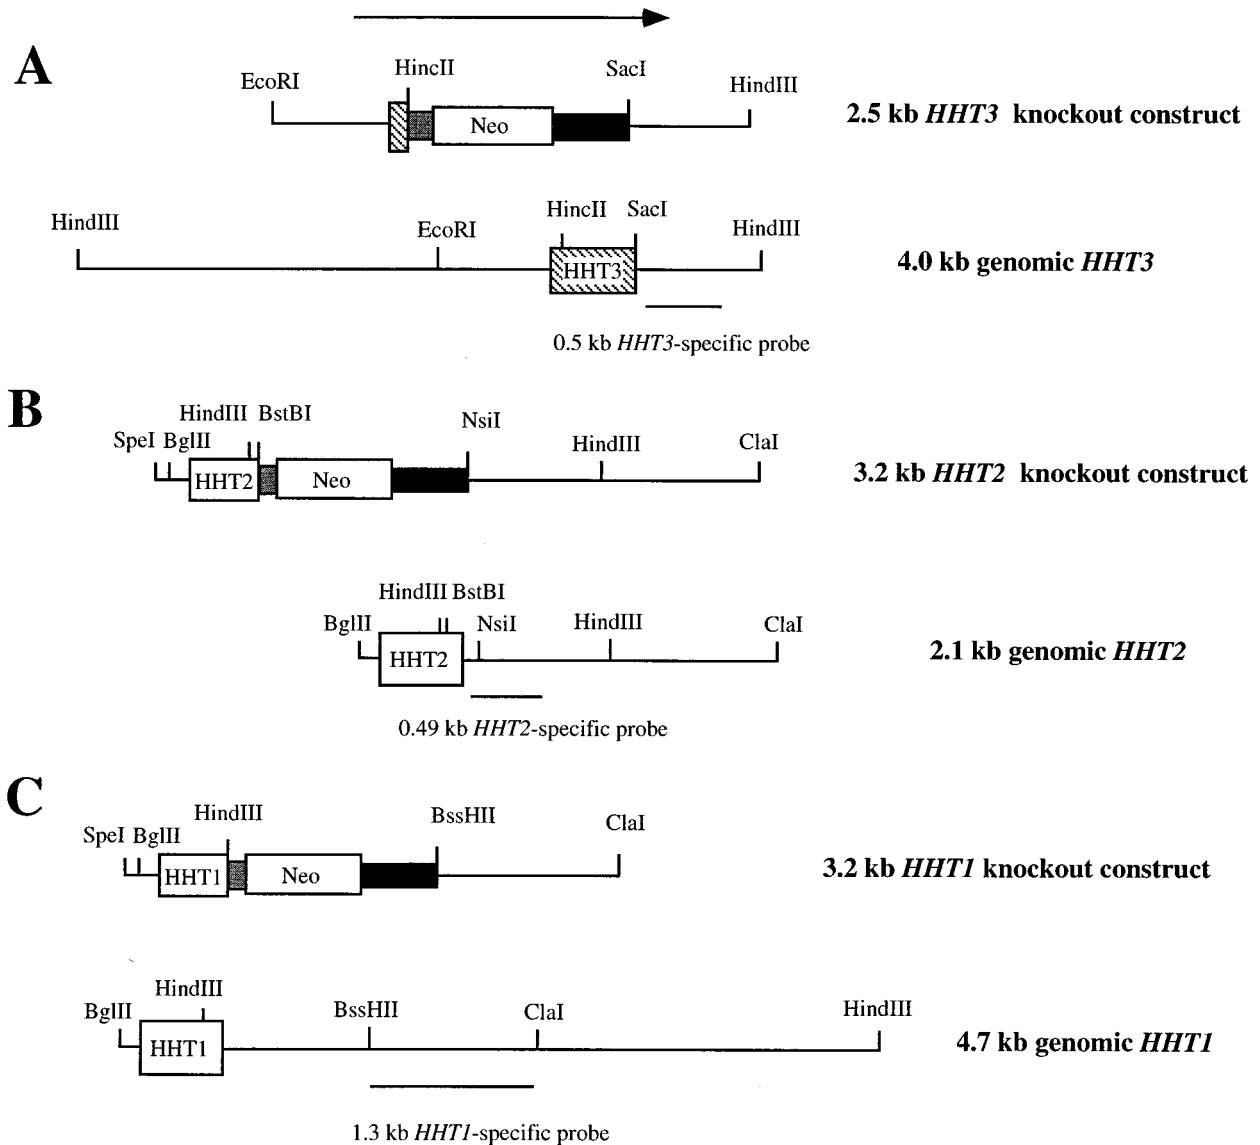 A
EcoRI HincII SacI HindIII
Neo
2.5 kb HHT3 knockout construct
HindIII EcoRI HincII SacI HindIII
HHT3
4.0 kb genomic HHT3
0.5 kb HHT3-specific probe
B
SpeI BglII HindIII BstBI NsiI HindIII ClaI
HHT2 Neo
3.2 kb HHT2 knockout construct
BglII HindIII BstBI NsiI HindIII ClaI
HHT2
2.1 kb genomic HHT2
0.49 kb HHT2-specific probe
C
SpeI BglII HindIII BssHII ClaI
HHT1 Neo
3.2 kb HHT1 knockout construct
BglII HindIII BssHII ClaI HindIII
HHT1
4.7 kb genomic HHT1
1.3 kb HHT1-specific probe